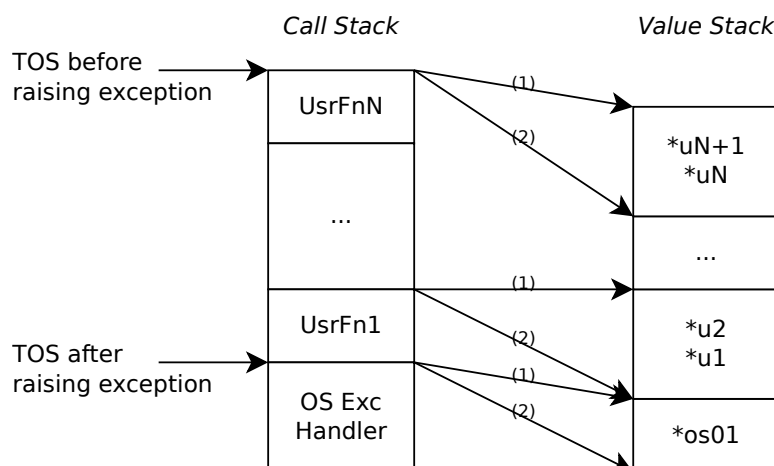 Call Stack
Value Stack
TOS before
raising exception
UsrFnN
(1)
(2)
*uN+1
*uN
...
...
(1)
UsrFn1
(2)
*u2
*u1
TOS after
raising exception
(1)
(2)
OS Exc
Handler
*os01